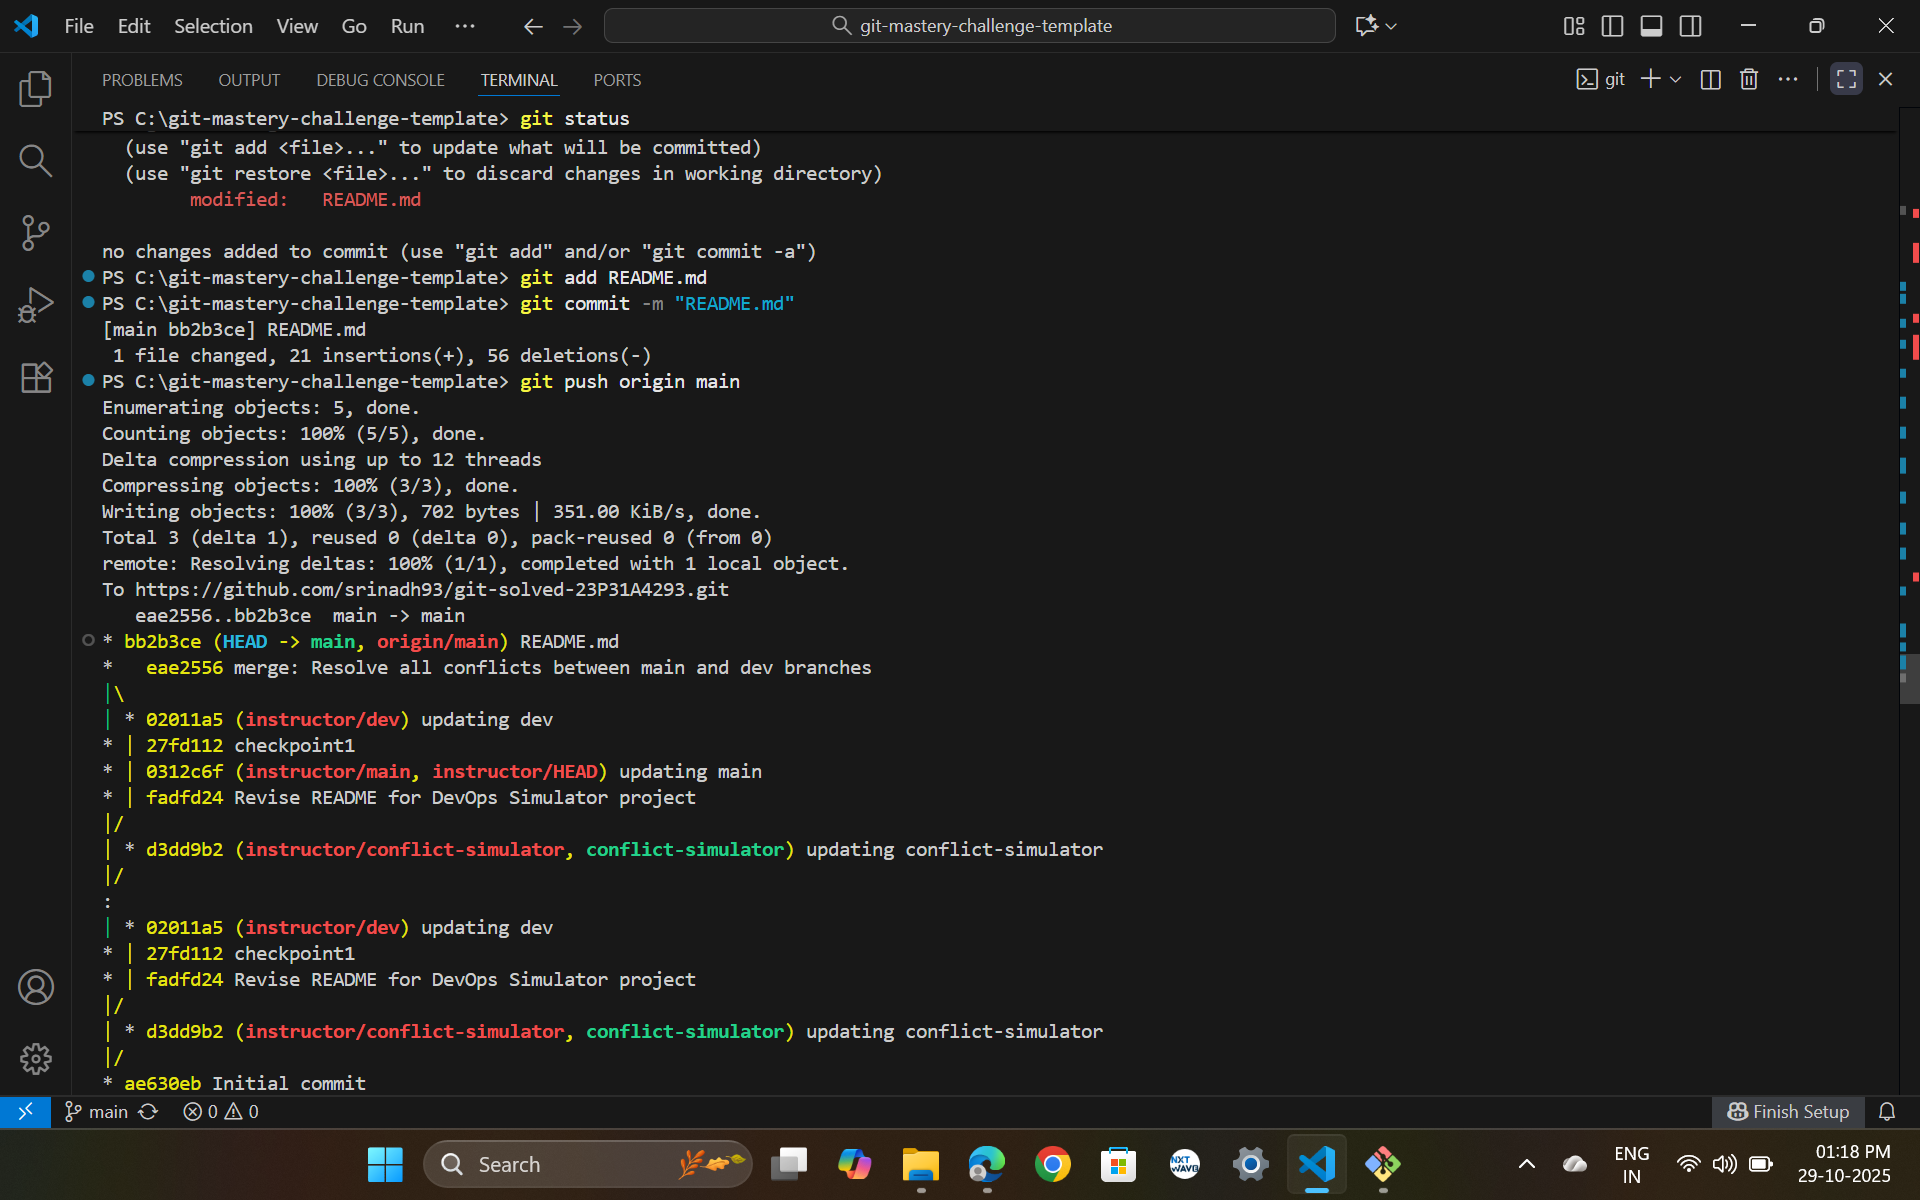 File Edit Selection View Go Run ···
git-mastery-challenge-template
PROBLEMS OUTPUT DEBUG CONSOLE TERMINAL PORTS
git
PS C:\git-mastery-challenge-template> git status
(use "git add <file>..." to update what will be committed)
(use "git restore <file>..." to discard changes in working directory)
modified: README.md
no changes added to commit (use "git add" and/or "git commit -a")
PS C:\git-mastery-challenge-template> git add README.md
PS C:\git-mastery-challenge-template> git commit -m "README.md"
[main bb2b3ce] README.md
1 file changed, 21 insertions(+), 56 deletions(-)
PS C:\git-mastery-challenge-template> git push origin main
Enumerating objects: 5, done.
Counting objects: 100% (5/5), done.
Delta compression using up to 12 threads
Compressing objects: 100% (3/3), done.
Writing objects: 100% (3/3), 702 bytes | 351.00 KiB/s, done.
Total 3 (delta 1), reused 0 (delta 0), pack-reused 0 (from 0)
remote: Resolving deltas: 100% (1/1), completed with 1 local object.
To https://github.com/srinadh93/git-solved-23P31A4293.git
eae2556..bb2b3ce main -> main
* bb2b3ce (HEAD -> main, origin/main) README.md
* eae2556 merge: Resolve all conflicts between main and dev branches
|\
| * 02011a5 (instructor/dev) updating dev
* | 27fd112 checkpoint1
* | 0312c6f (instructor/main, instructor/HEAD) updating main
* | fadfd24 Revise README for DevOps Simulator project
|/
| * d3dd9b2 (instructor/conflict-simulator, conflict-simulator) updating conflict-simulator
|/
:
| * 02011a5 (instructor/dev) updating dev
* | 27fd112 checkpoint1
* | fadfd24 Revise README for DevOps Simulator project
|/
| * d3dd9b2 (instructor/conflict-simulator, conflict-simulator) updating conflict-simulator
|/
* ae630eb Initial commit
main 0 0
Finish Setup
Search
NXT WAVE
ENG
IN
01:18 PM
29-10-2025